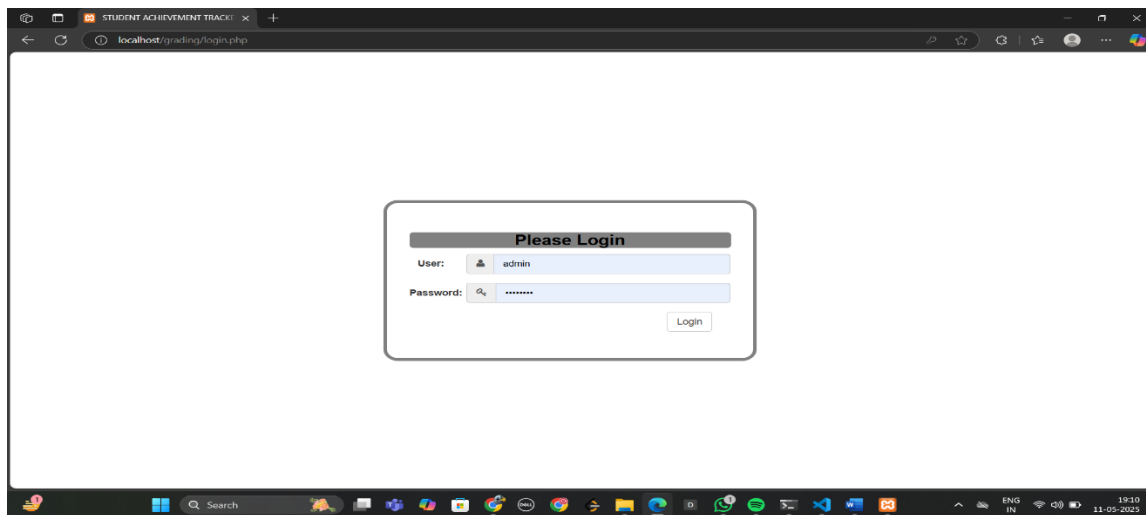 STUDENT ACHIEVEMENT TRACKE
localhost/grading/login.php
Please Login
User:
admin
Password:
Login
Search
ENG
IN
19:10
11-05-2025